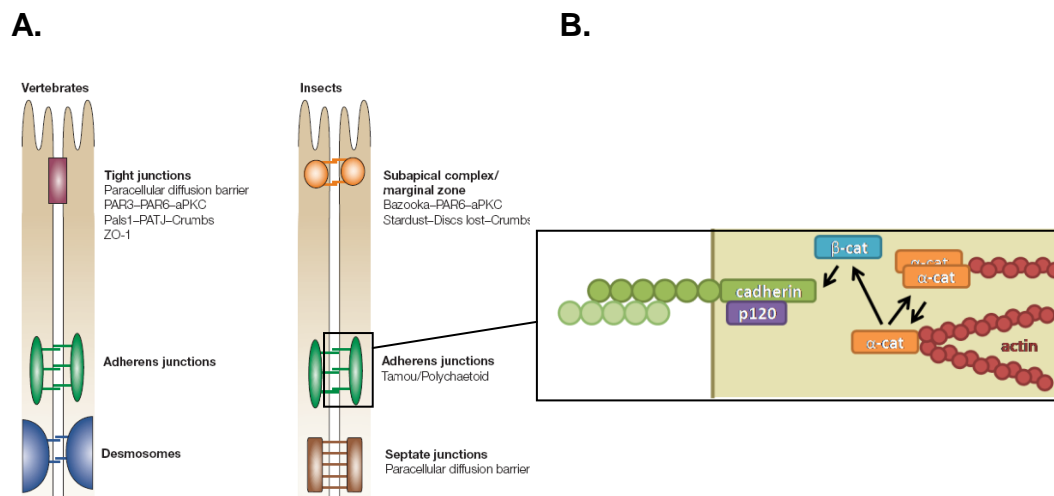 A.
B.
Vertebrates
Tight junctions
Paracellular diffusion barrier
PAR3–PAR6–aPKC
Pals1–PATJ–Crumbs
ZO-1
Adherens junctions
Desmosomes
Insects
Subapical complex/
marginal zone
Bazooka–PAR6–aPKC
Stardust–Discs lost–Crumbs
Adherens junctions
Tamou/Polychaetoid
Septate junctions
Paracellular diffusion barrier
β-cat
α-cat
α-cat
cadherin
p120
α-cat
actin